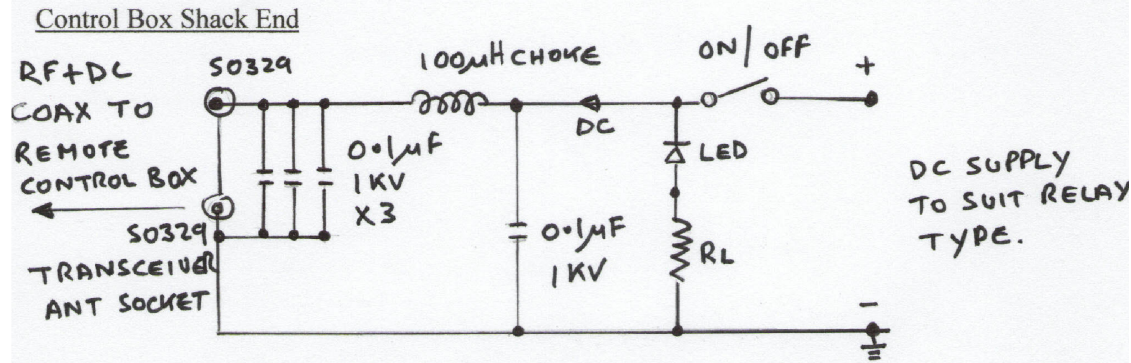 Control Box Shack End
RF+DC
COAX TO
REMOTE
CONTROL BOX
SO329
100µH CHOKE
ON/OFF
+
DC
LED
0.1µF
1KV
X3
DC SUPPLY
TO SUIT RELAY
TYPE.
SO329
TRANSCEIVER
ANT SOCKET
0.1µF
1KV
RL
-